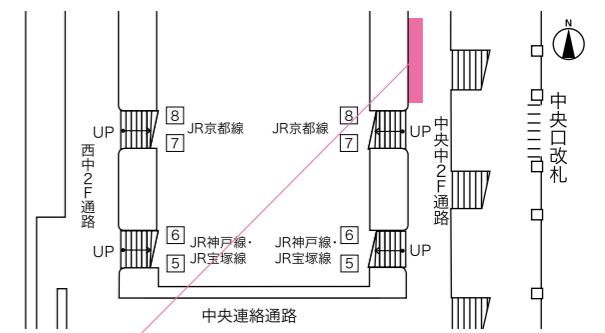 N
8
JR京都線
7
UP
JR京都線
8
7
UP
西中2F通路
中央中2F通路
中央口改札
6
JR神戸線・
JR宝塚線
5
UP
JR神戸線・
JR宝塚線
6
5
UP
中央連絡通路